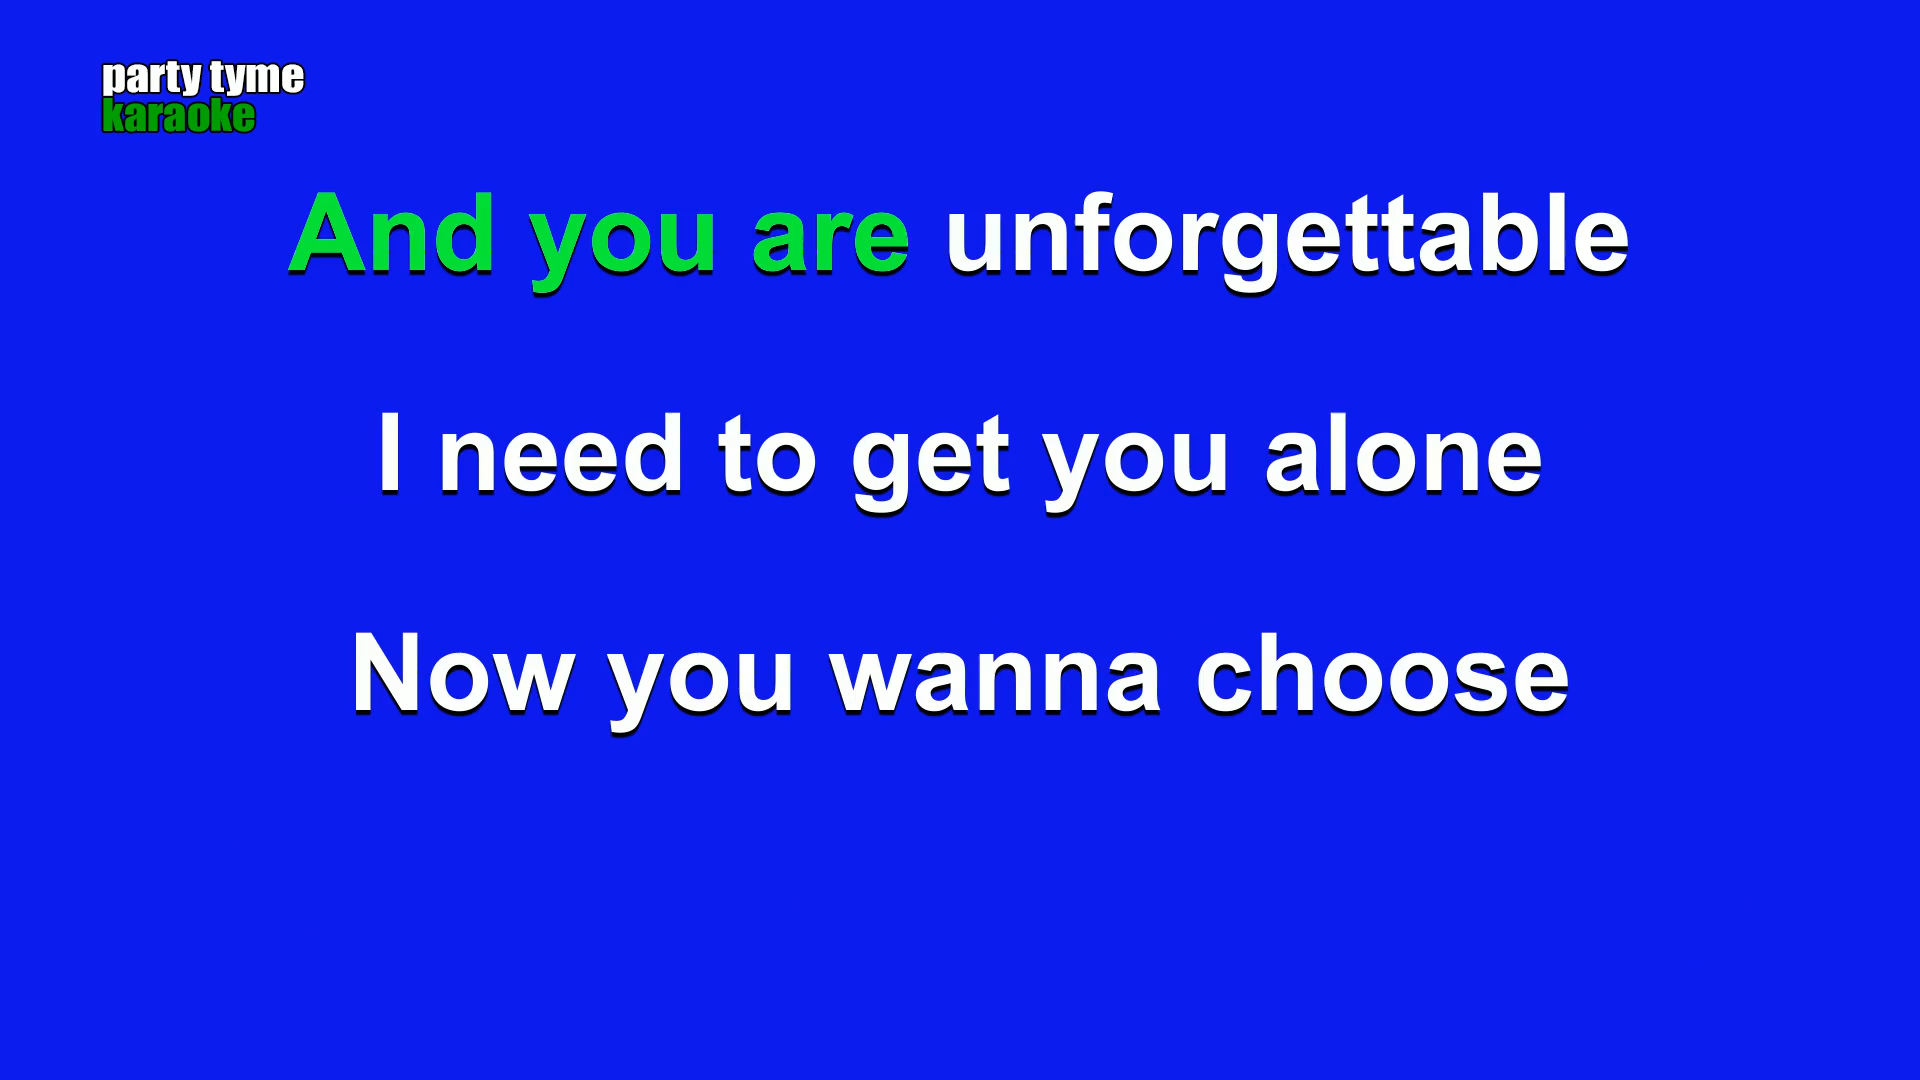 party tyme
karaoke
And you are unforgettable
I need to get you alone
Now you wanna choose